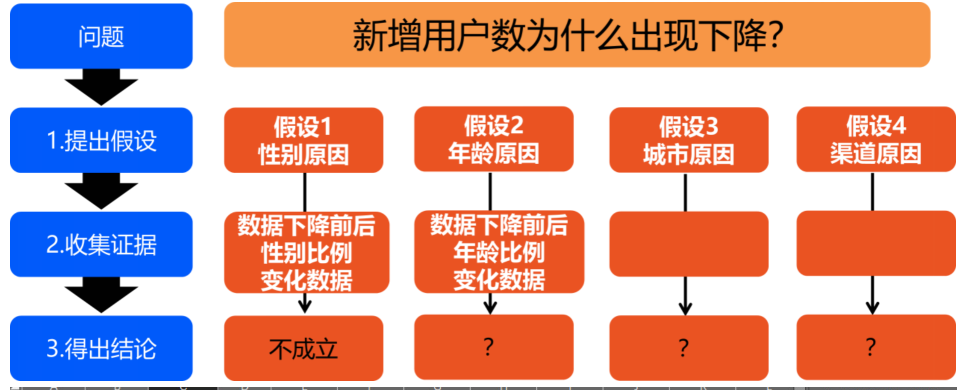 问题
新增用户数为什么出现下降?
1.提出假设
假设1
性别原因
假设2
年龄原因
假设3
城市原因
假设4
渠道原因
2.收集证据
数据下降前后
性别比例
变化数据
数据下降前后
年龄比例
变化数据
3.得出结论
不成立
?
?
?